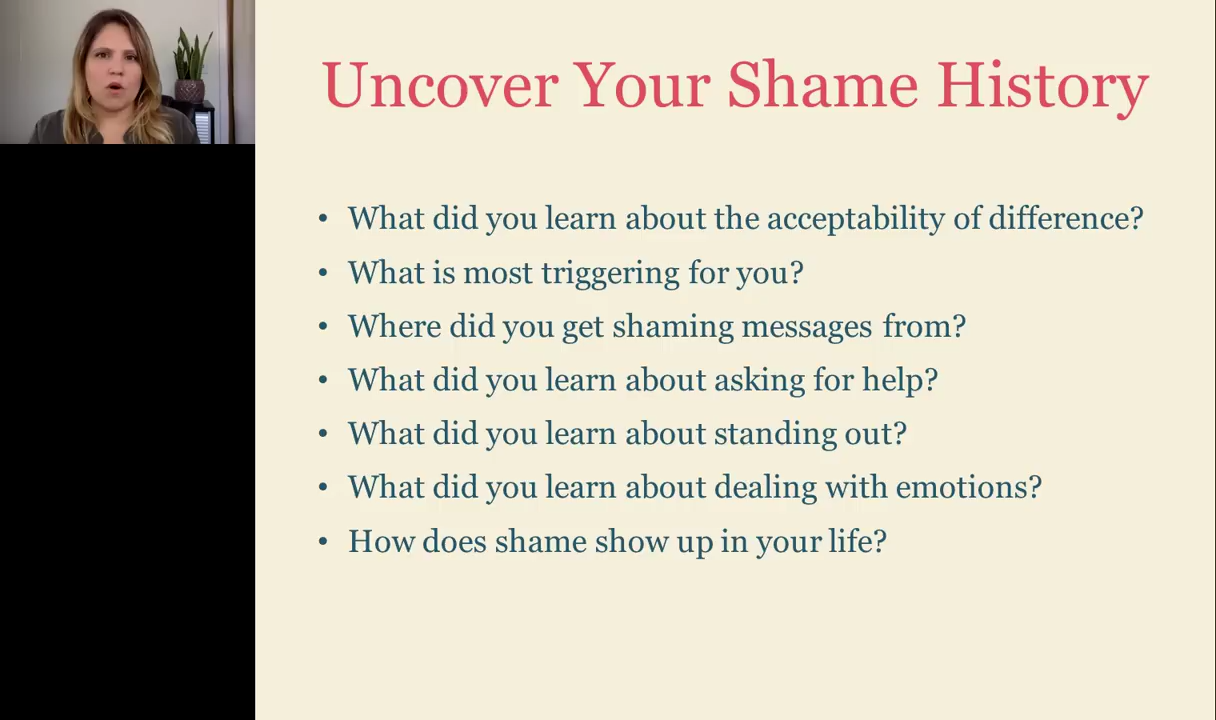 Uncover Your Shame History
• What did you learn about the acceptability of difference?
• What is most triggering for you?
• Where did you get shaming messages from?
• What did you learn about asking for help?
• What did you learn about standing out?
• What did you learn about dealing with emotions?
• How does shame show up in your life?